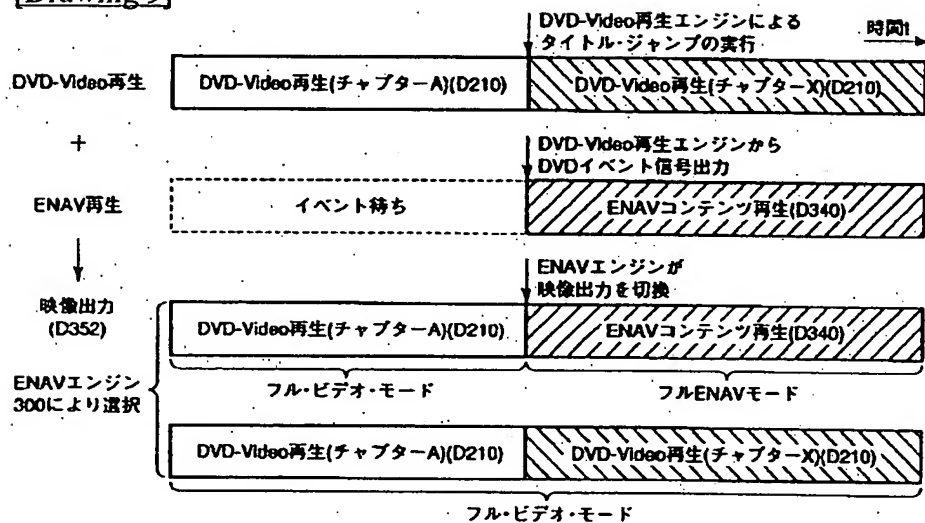 [Drawing 9]
DVD-Video再生エンジンによる
タイトル・ジャンプの実行
時間t
DVD-Video再生
DVD-Video再生(チャプターA)(D210)
DVD-Video再生(チャプターX)(D210)
+
DVD-Video再生エンジンから
DVDイベント信号出力
ENAV再生
イベント待ち
ENAVコンテンツ再生(D340)
ENAVエンジンが
映像出力を切換
映像出力
(D352)
DVD-Video再生(チャプターA)(D210)
ENAVコンテンツ再生(D340)
フル・ビデオ・モード
フルENAVモード
ENAVエンジン
300により選択
DVD-Video再生(チャプターA)(D210)
DVD-Video再生(チャプターX)(D210)
フル・ビデオ・モード